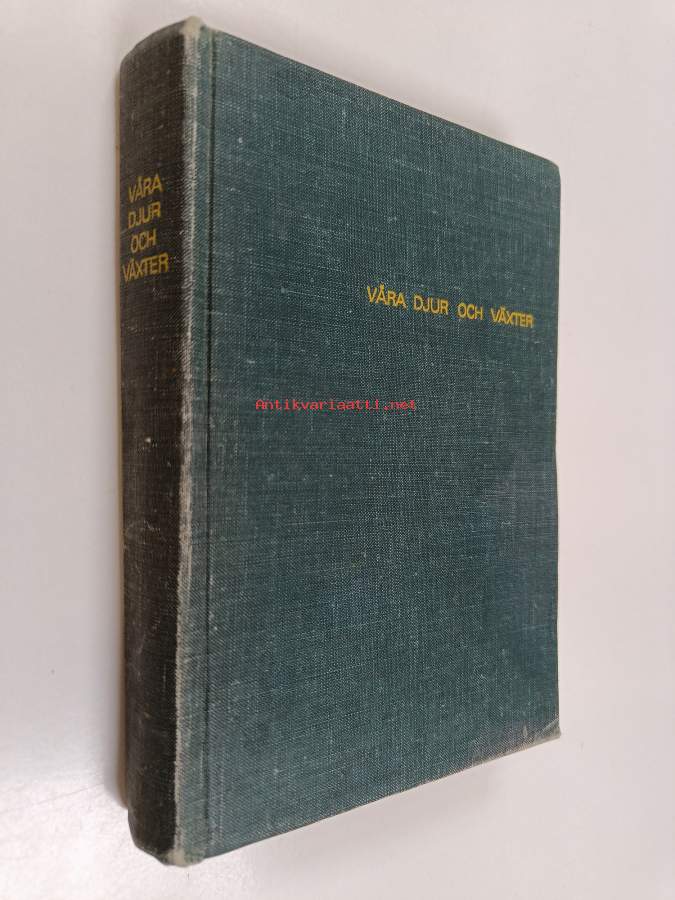 VÅRA
DJUR
OCH
VÄXTER
VÅRA DJUR OCH VÄXTER
Antikvariaatti.net